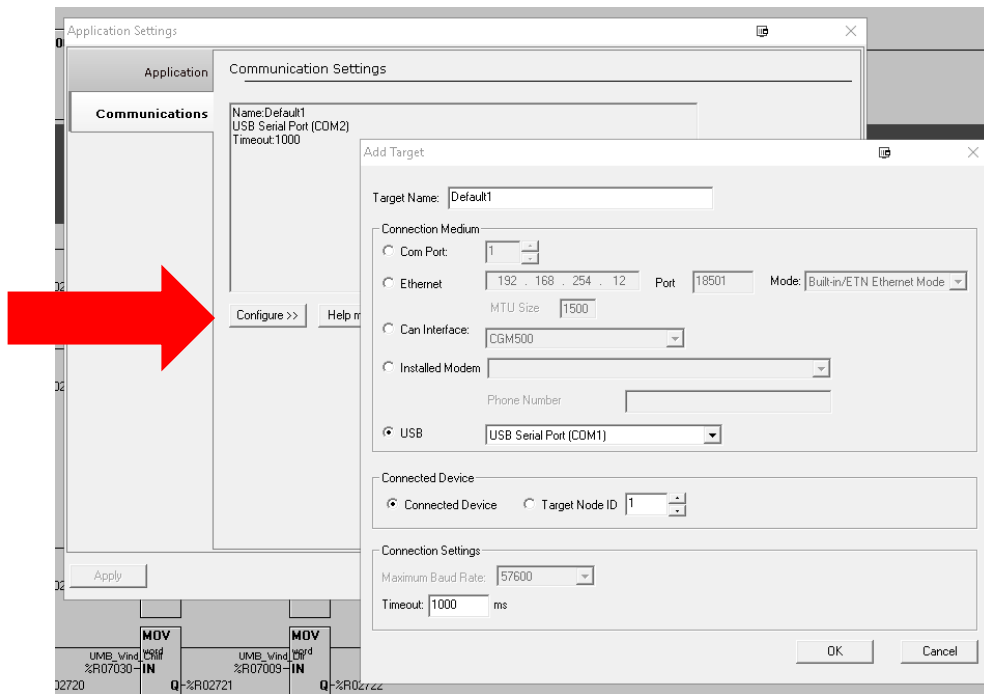 Application Settings
Application
Communications
Communication Settings
Name:Default1
USB Serial Port (COM2)
Timeout:1000
Configure >>
Help m
Apply
Add Target
Target Name: Default1
Connection Medium
Com Port: 1
Ethernet 192 . 168 . 254 . 12 Port 18501 Mode: Built-in/ETN Ethernet Mode
MTU Size 1500
Can Interface: CGM500
Installed Modem
Phone Number
USB USB Serial Port (COM1)
Connected Device
Connected Device Target Node ID 1
Connection Settings
Maximum Baud Rate: 57600
Timeout: 1000 ms
OK Cancel
MOV MOV
word word
UMB_Wind_Chill UMB_Wind_Dir
%R07030 IN %R07009 IN
02720 Q %R02721 Q %R02722